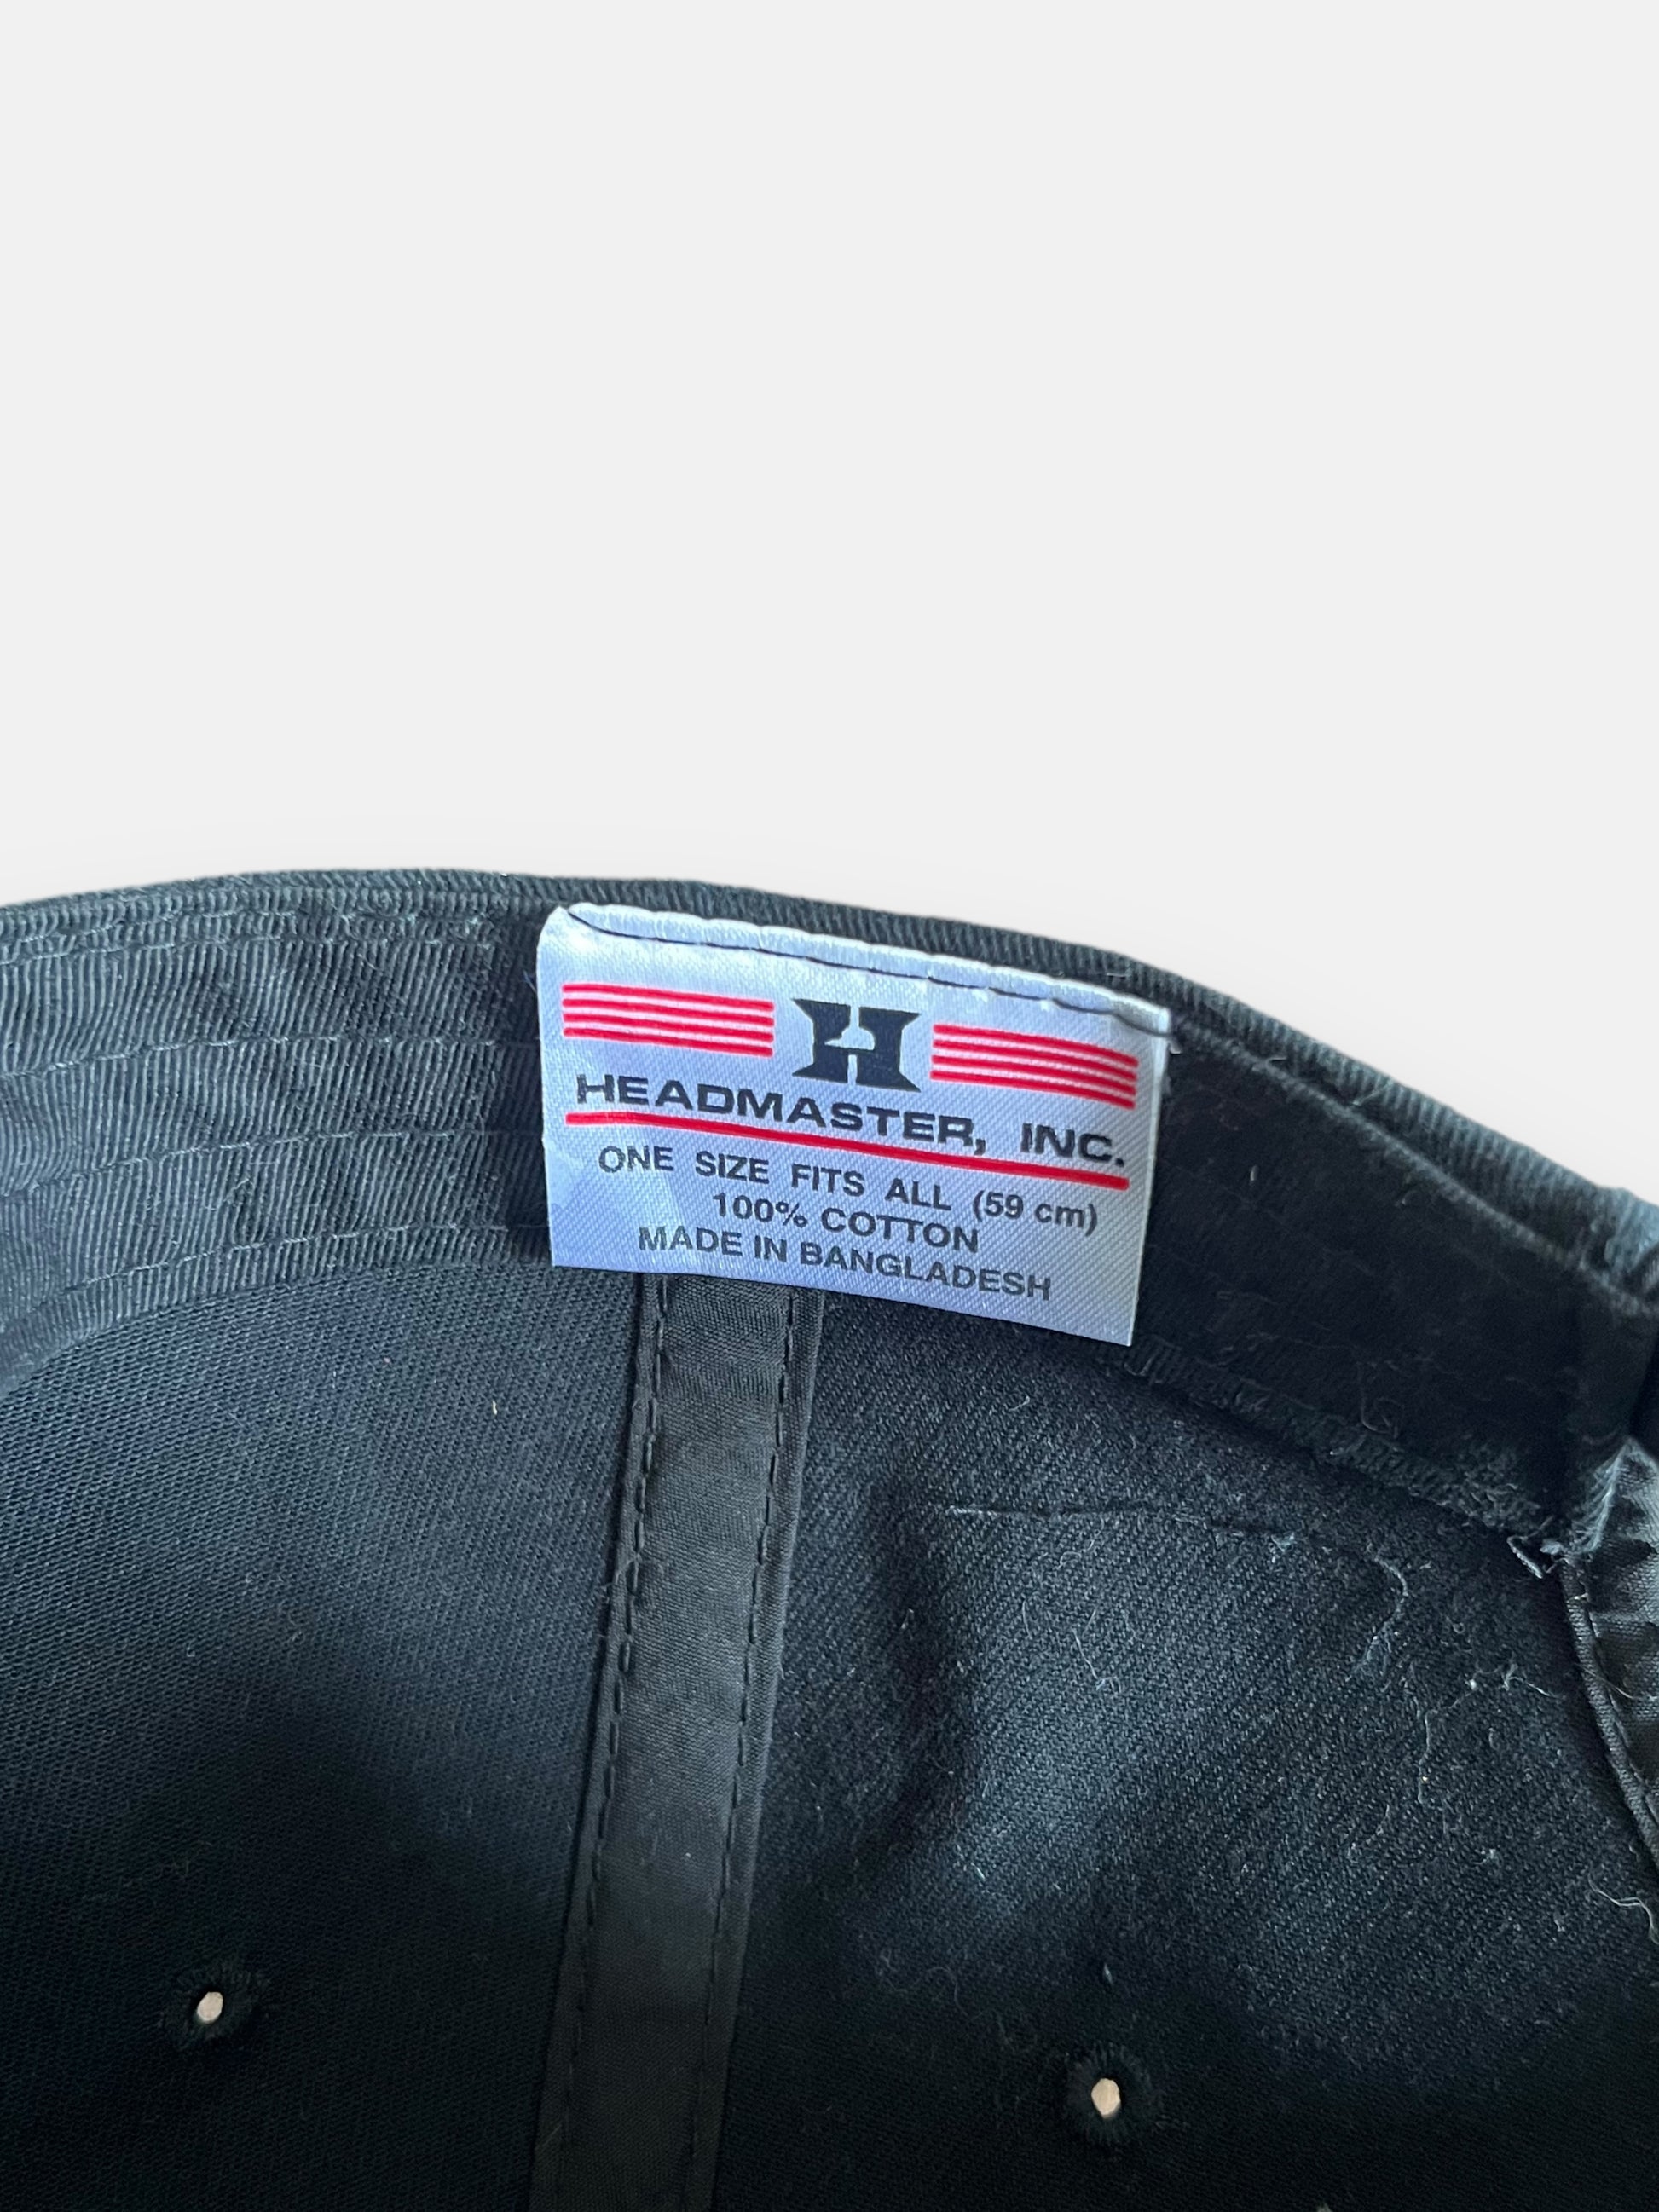 H
HEADMASTER, INC.
ONE SIZE FITS ALL (59 cm)
100% COTTON
MADE IN BANGLADESH